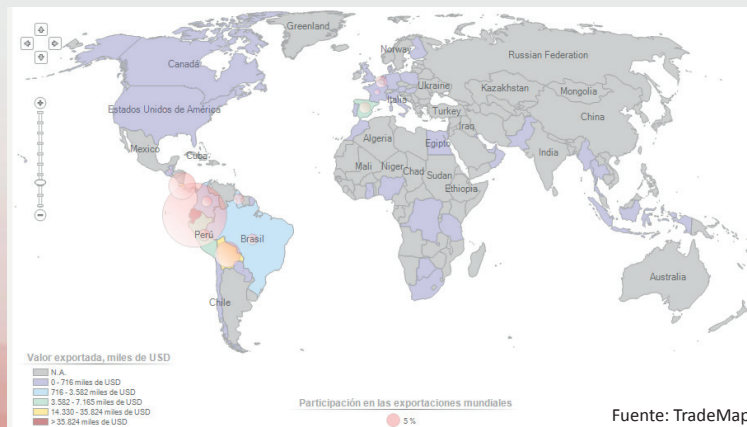 Greenland
Norway
Russian Federation
Canadá
Ukraine
Kazakhstan
Mongolia
Italia
Estados Unidos de América
Turkey
China
Iraq
Algeria
Mexico
Cuba
Egipto
India
Mali
Niger
Chad
Sudan
Ethiopia
Perú
Brasil
Australia
Chile
Valor exportada, miles de USD
N.A.
0 - 716 miles de USD
716 - 3.582 miles de USD
3.582 - 7.165 miles de USD
14.330 - 35.824 miles de USD
> 35.824 miles de USD
Participación en las exportaciones mundiales
5 %
Fuente: TradeMap